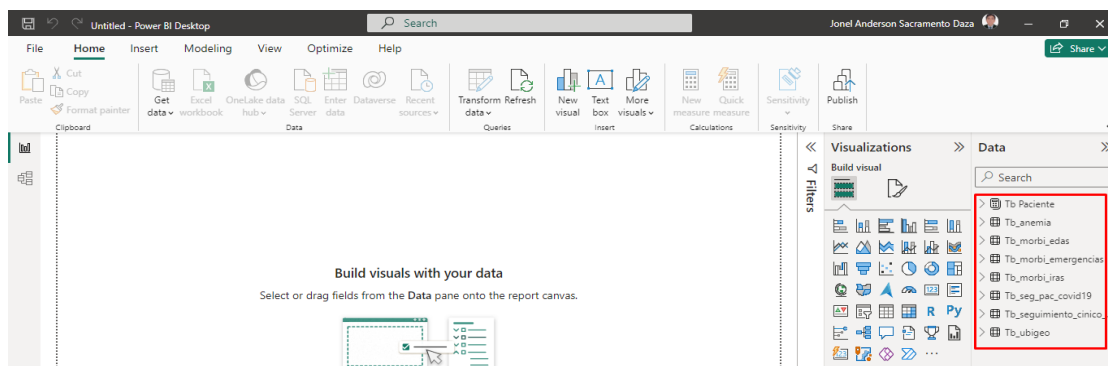 Untitled - Power BI Desktop
Search
Jonel Anderson Sacramento Daza
File Home Insert Modeling View Optimize Help
Share
Paste
Cut
Copy
Format painter
Clipboard
Get data
Excel workbook
OneLake data hub
SQL Server
Enter data
Dataverse
Recent sources
Data
Transform data
Refresh
Queries
New visual
Text box
More visuals
Insert
New measure
Quick measure
Calculations
Sensitivity
Sensitivity
Publish
Share
Filters
Build visuals with your data
Select or drag fields from the Data pane onto the report canvas.
Visualizations
Build visual
123
R
Py
Data
Search
Tb Paciente
Tb_anemia
Tb_morbi_edas
Tb_morbi_emergencias
Tb_morbi_iras
Tb_seg_pac_covid19
Tb_seguimiento_cinico_
Tb_ubigeo